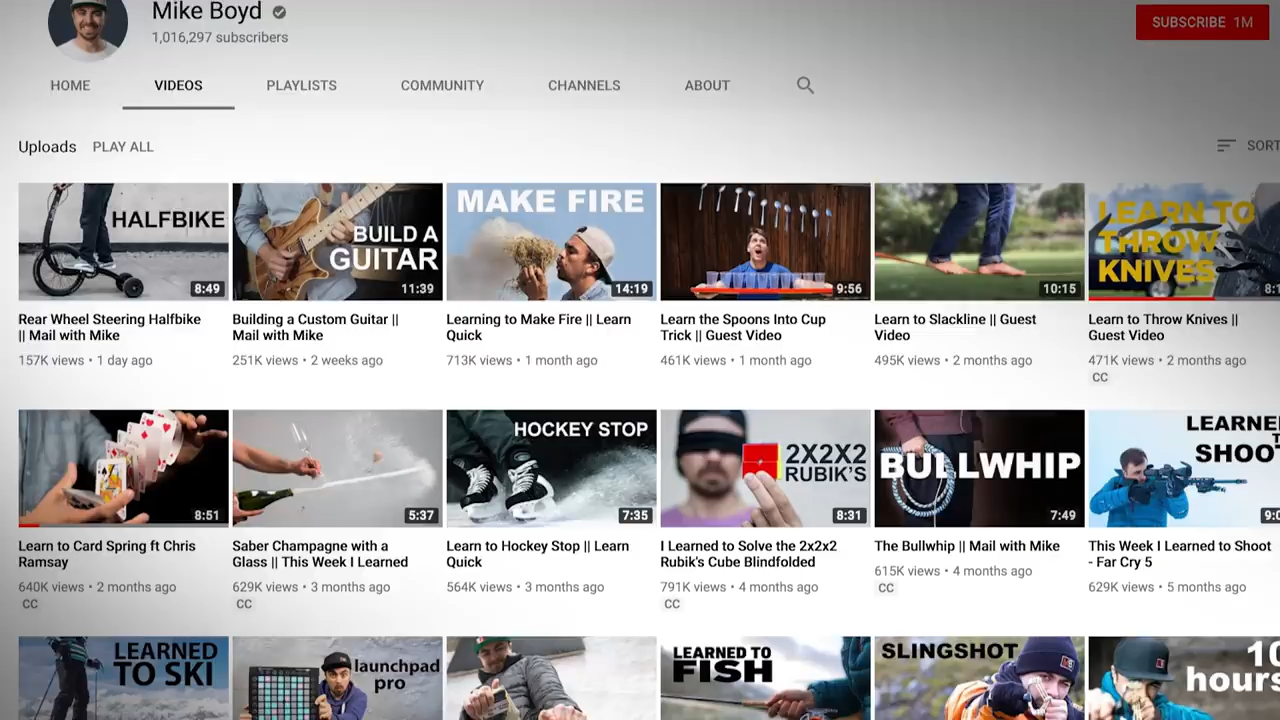 Mike Boyd
1,016,297 subscribers
SUBSCRIBE 1M
HOME VIDEOS PLAYLISTS COMMUNITY CHANNELS ABOUT
Uploads PLAY ALL
SORT
HALFBIKE
8:49
BUILD A
GUITAR
11:39
MAKE FIRE
14:19
9:56
10:15
LEARN TO
THROW
KNIVES
8:1
Rear Wheel Steering Halfbike
|| Mail with Mike
157K views • 1 day ago
Building a Custom Guitar ||
Mail with Mike
251K views • 2 weeks ago
Learning to Make Fire || Learn
Quick
713K views • 1 month ago
Learn the Spoons Into Cup
Trick || Guest Video
461K views • 1 month ago
Learn to Slackline || Guest
Video
495K views • 2 months ago
Learn to Throw Knives ||
Guest Video
471K views • 2 months ago
CC
8:51
5:37
HOCKEY STOP
7:35
2X2X2
RUBIK'S
8:31
BULLWHIP
7:49
LEARNED
SHOO
9:0
Learn to Card Spring ft Chris
Ramsay
640K views • 2 months ago
CC
Saber Champagne with a
Glass || This Week I Learned
629K views • 3 months ago
CC
Learn to Hockey Stop || Learn
Quick
564K views • 3 months ago
I Learned to Solve the 2x2x2
Rubik's Cube Blindfolded
791K views • 4 months ago
CC
The Bullwhip || Mail with Mike
615K views • 4 months ago
CC
This Week I Learned to Shoot
- Far Cry 5
629K views • 5 months ago
LEARNED
TO SKI
launchpad
pro
LEARNED TO
FISH
SLINGSHOT
10
hours